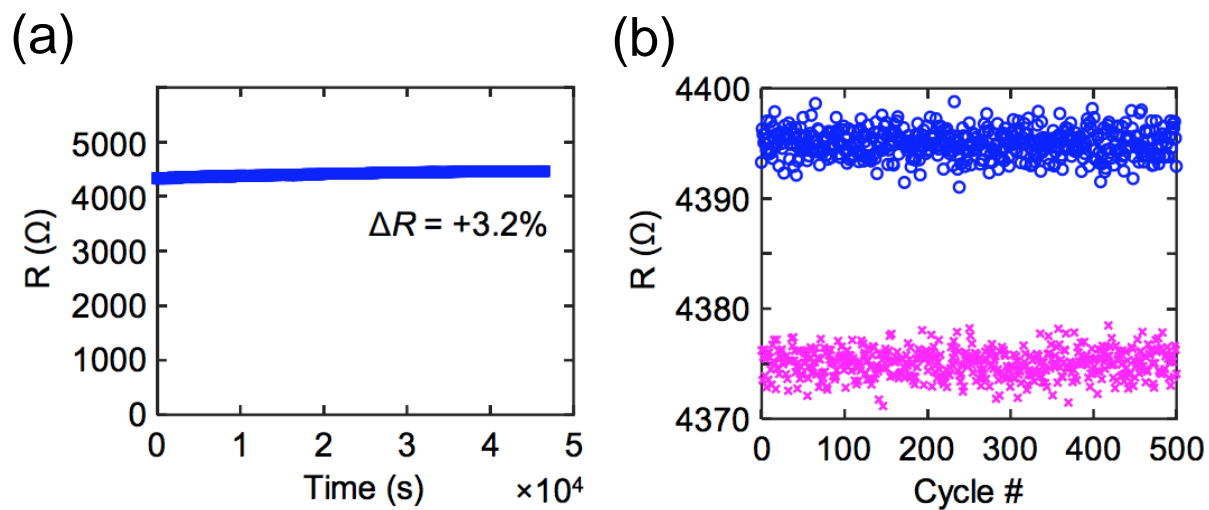 (a)
5000
4000
3000
2000
1000
0
R (Ω)
ΔR = +3.2%
0 1 2 3 4 5
Time (s)
×10⁴
(b)
4400
4390
4380
4370
R (Ω)
0 100 200 300 400 500
Cycle #